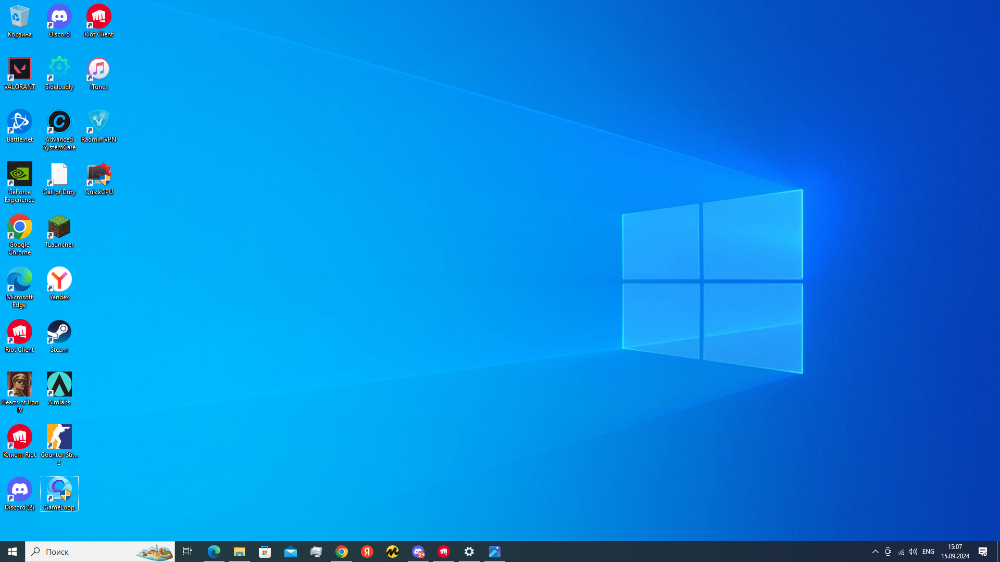 Корзина
Discord
Riot Client
VALORANT
Sideloadly
iTunes
Battle.net
Advanced
SystemCare
Radmin VPN
GeForce
Experience
Call of Duty
QuickCPU
Google
Chrome
TLauncher
Microsoft
Edge
Yandex
Riot Client
Steam
Hearts of Iron
IV
Aimlabs
Клиент Riot
Counter-Str...
2
Discord (2)
GameLoop
Поиск
9+
ENG
15:07
15.09.2024